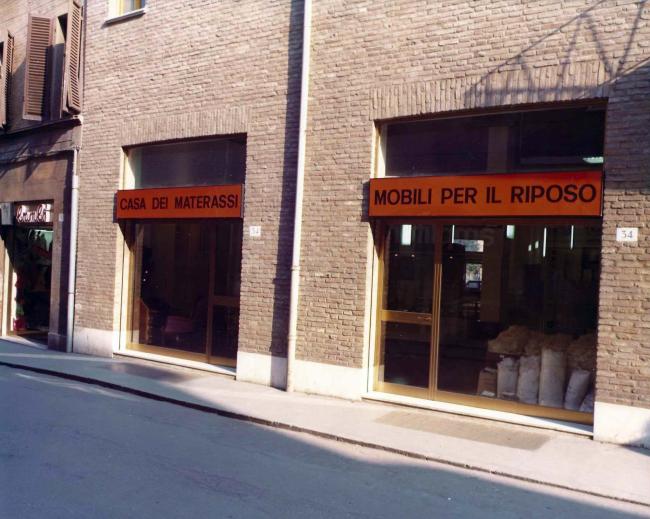 CASA DEI MATERASSI
34
MOBILI PER IL RIPOSO
34